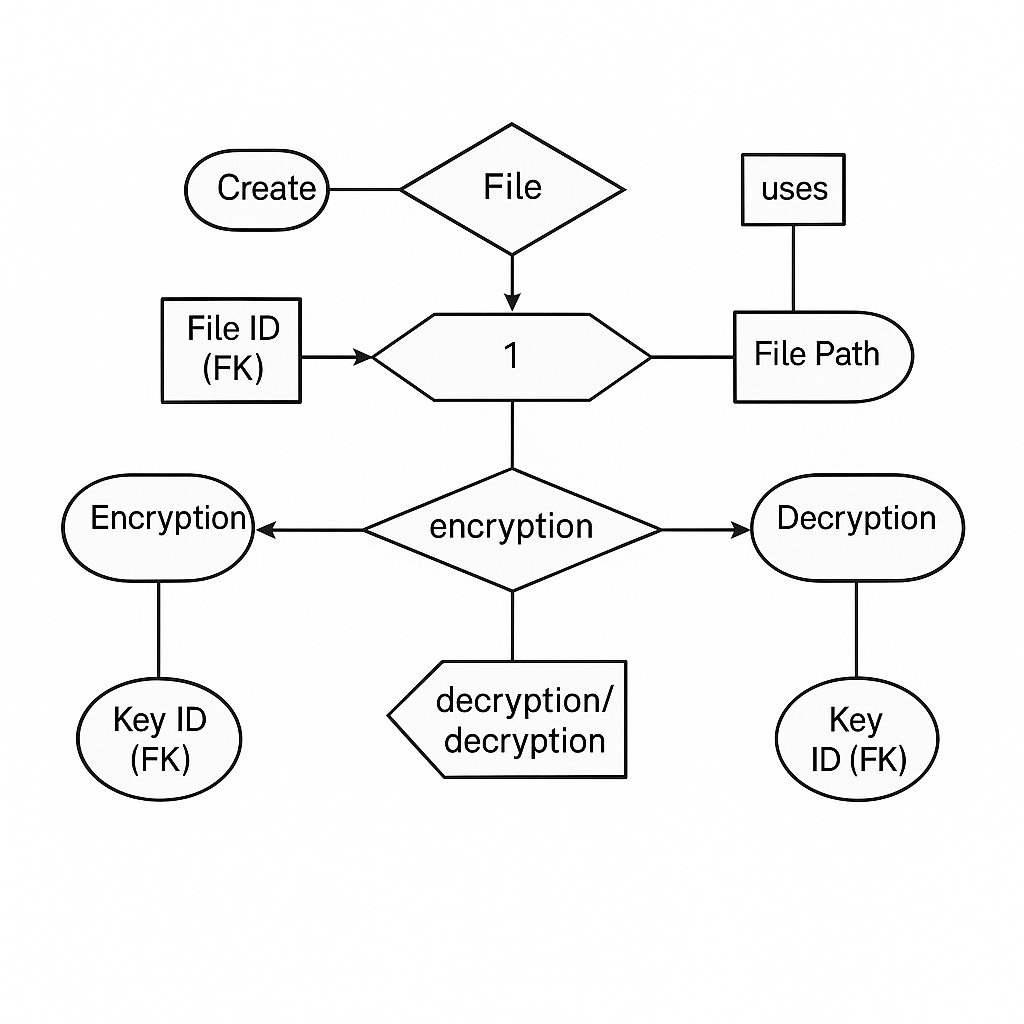 Create
File
uses
File ID
(FK)
1
File Path
Encryption
encryption
Decryption
Key ID
(FK)
decryption/
decryption
Key
ID (FK)